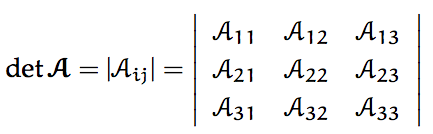 𝒜₁₁ 𝒜₁₂ 𝒜₁₃
det 𝓐 = |𝒜ᵢⱼ| = | 𝒜₂₁ 𝒜₂₂ 𝒜₂₃ |
𝒜₃₁ 𝒜₃₂ 𝒜₃₃